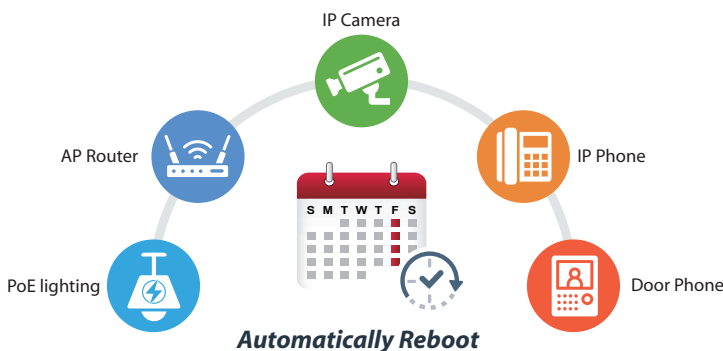 IP Camera
AP Router
IP Phone
S M T W T F S
PoE lighting
Door Phone
Automatically Reboot